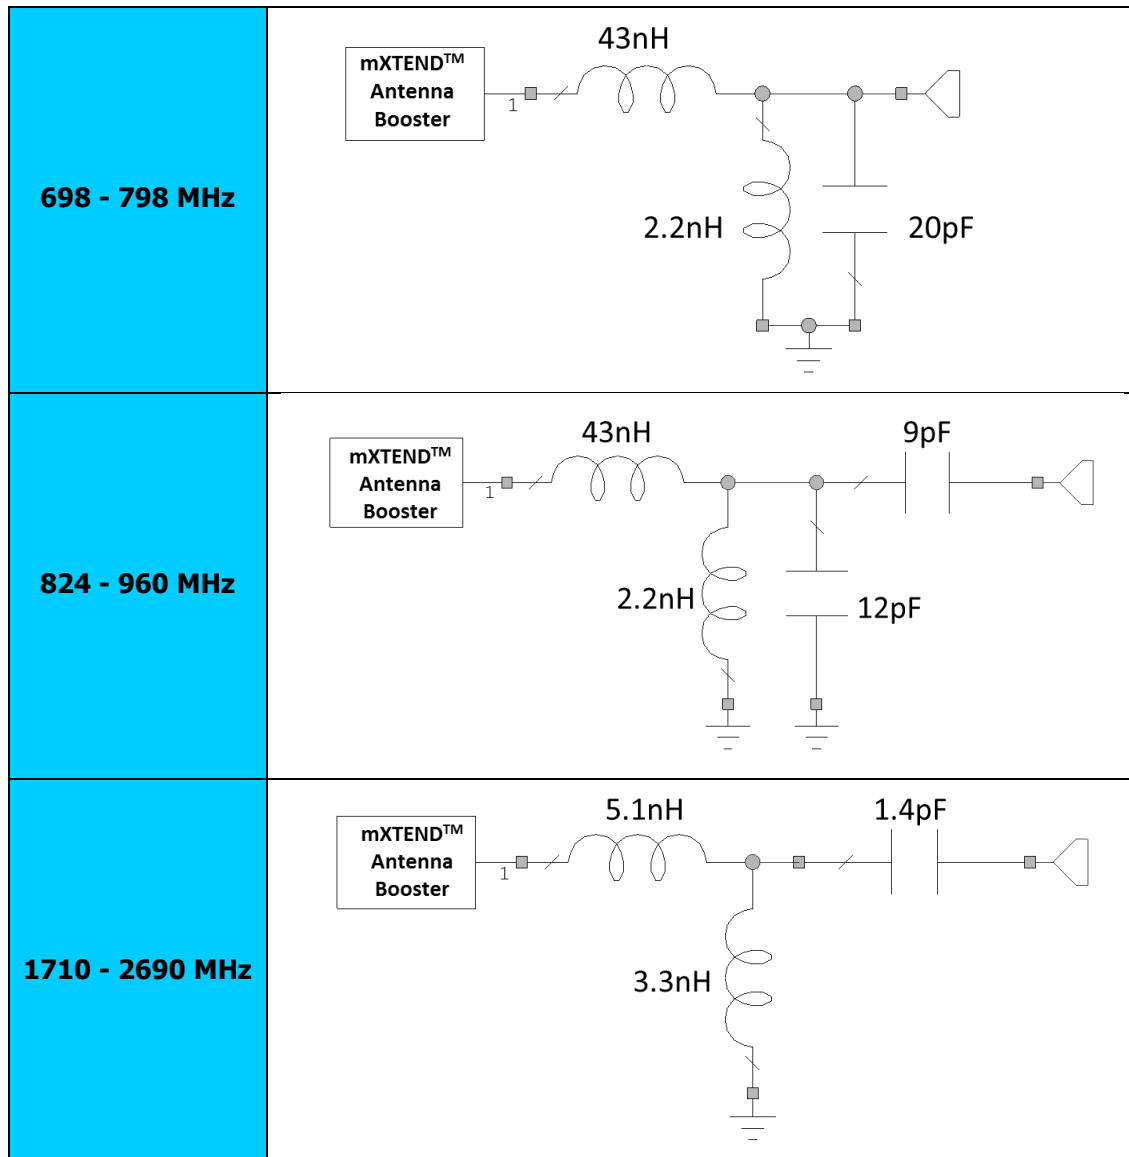 698 - 798 MHz
mXTEND™
Antenna
Booster
1
43nH
2.2nH
20pF
824 - 960 MHz
mXTEND™
Antenna
Booster
1
43nH
9pF
2.2nH
12pF
1710 - 2690 MHz
mXTEND™
Antenna
Booster
1
5.1nH
1.4pF
3.3nH